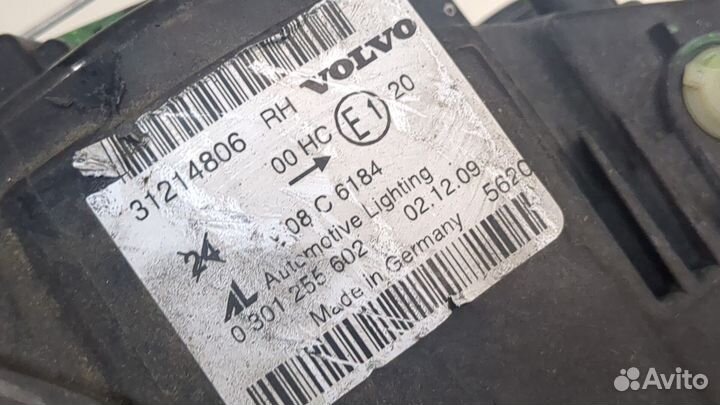 31214806 RH VOLVO
00 HC E1 20
08 C 6184
24
AL Automotive Lighting 02.12.09
0 301 255 602 5620
Made in Germany
Avito